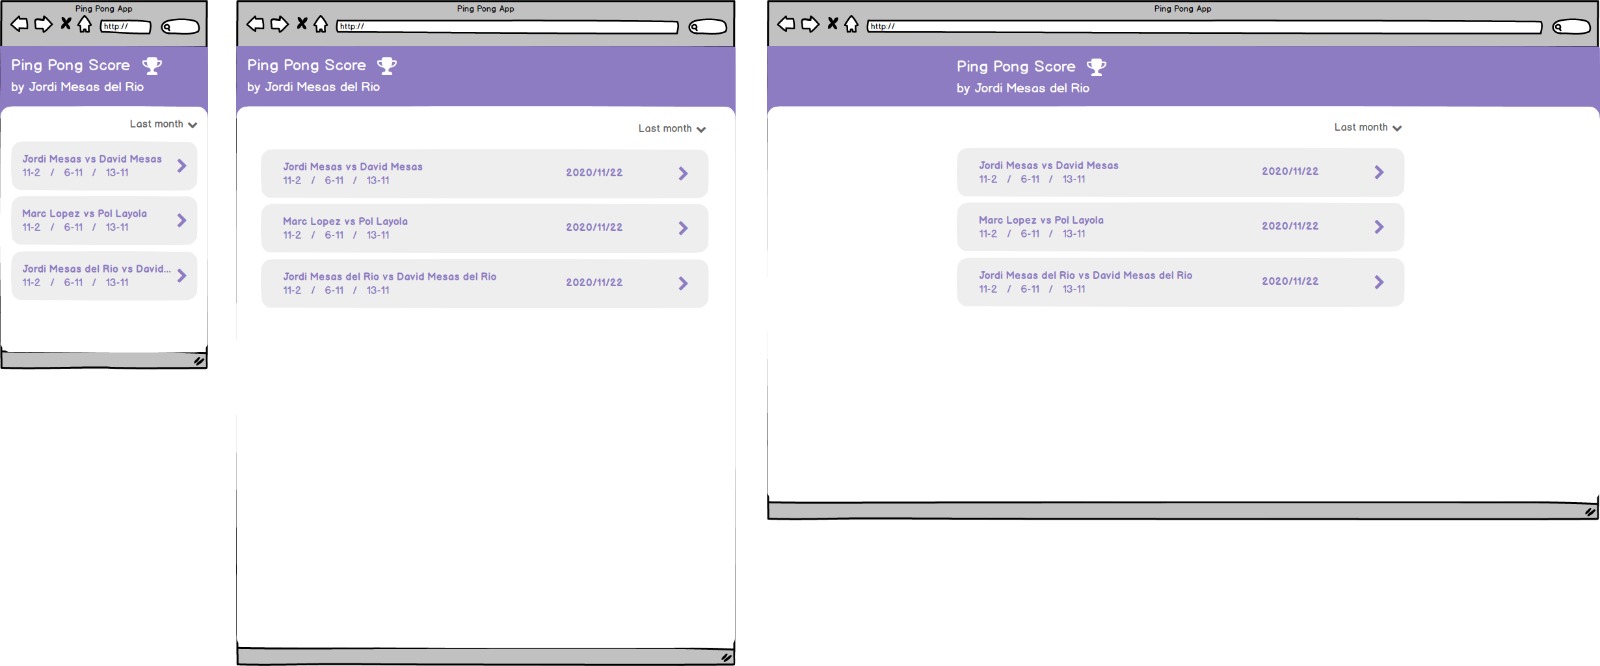 Ping Pong App
http://
Ping Pong Score
by Jordi Mesas del Rio
Last month
Jordi Mesas vs David Mesas
11-2 / 6-11 / 13-11
Marc Lopez vs Pol Layola
11-2 / 6-11 / 13-11
Jordi Mesas del Rio vs David...
11-2 / 6-11 / 13-11
Ping Pong App
http://
Ping Pong Score
by Jordi Mesas del Rio
Last month
Jordi Mesas vs David Mesas
11-2 / 6-11 / 13-11
2020/11/22
Marc Lopez vs Pol Layola
11-2 / 6-11 / 13-11
2020/11/22
Jordi Mesas del Rio vs David Mesas del Rio
11-2 / 6-11 / 13-11
2020/11/22
Ping Pong App
http://
Ping Pong Score
by Jordi Mesas del Rio
Last month
Jordi Mesas vs David Mesas
11-2 / 6-11 / 13-11
2020/11/22
Marc Lopez vs Pol Layola
11-2 / 6-11 / 13-11
2020/11/22
Jordi Mesas del Rio vs David Mesas del Rio
11-2 / 6-11 / 13-11
2020/11/22